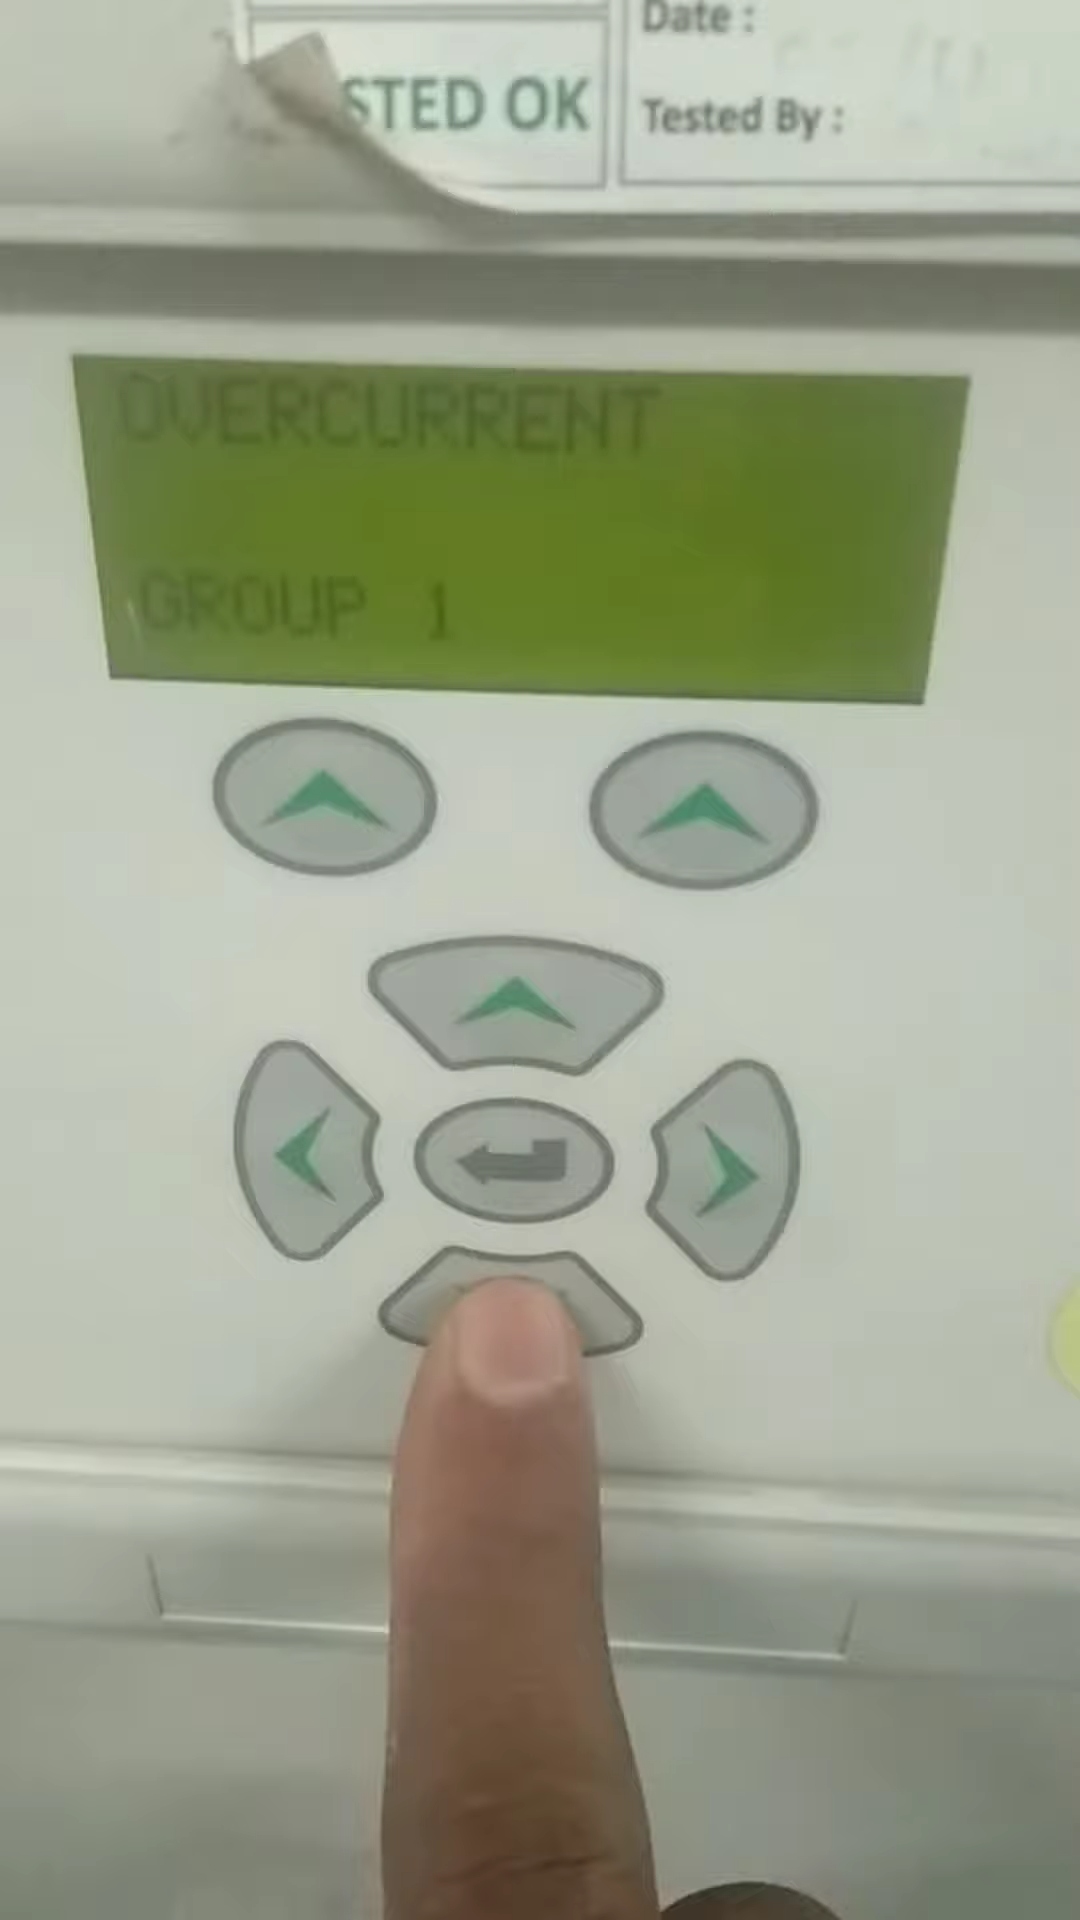 Date :
STED OK
Tested By :
OVERCURRENT
GROUP 1